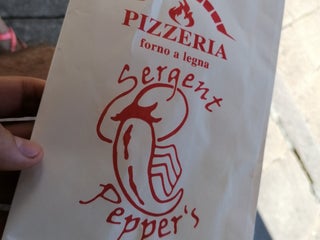 PIZZERIA
forno a legna
Sergent
Pepper's